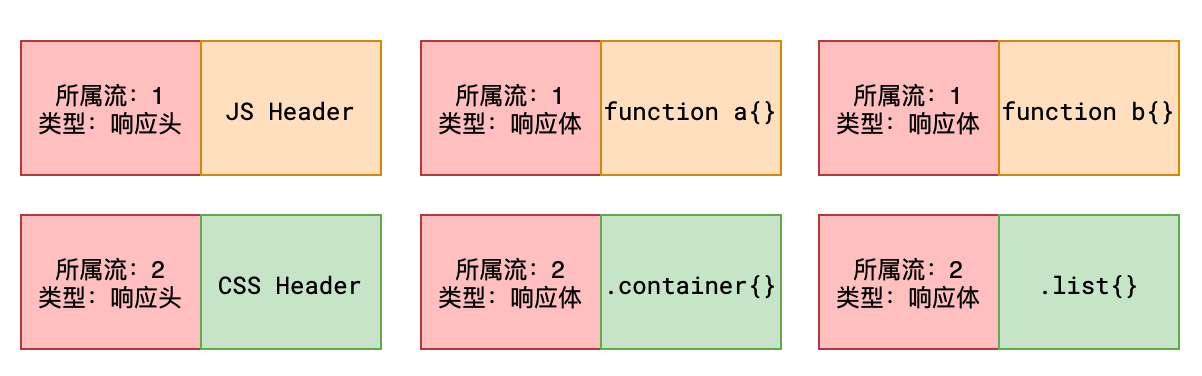 所属流：1
类型：响应头
JS Header
所属流：1
类型：响应体
function a{}
所属流：1
类型：响应体
function b{}
所属流：2
类型：响应头
CSS Header
所属流：2
类型：响应体
.container{}
所属流：2
类型：响应体
.list{}